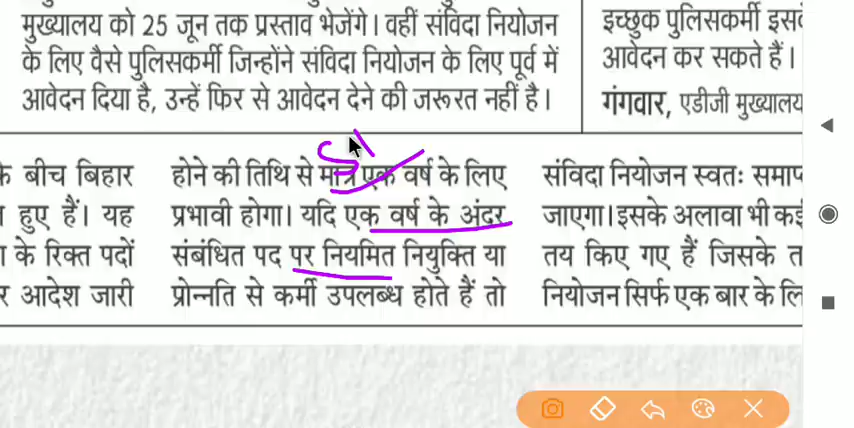 मुख्यालय को 25 जून तक प्रस्ताव भेजेंगे। वहीं संविदा नियोजन
के लिए वैसे पुलिसकर्मी जिन्होंने संविदा नियोजन के लिए पूर्व में
आवेदन दिया है, उन्हें फिर से आवेदन देने की जरूरत नहीं है।
इच्छुक पुलिसकर्मी
आवेदन कर सकते हैं।
गंगवार, एडीजी मुख्यालय
के बीच बिहार
हुए हैं। यह
के रिक्त पदों
आदेश जारी
होने की तिथि से मात्र एक वर्ष के लिए
प्रभावी होगा। यदि एक वर्ष के अंदर
संबंधित पद पर नियमित नियुक्ति या
प्रोन्नति से कर्मी उपलब्ध होते हैं तो
संविदा नियोजन स्वतः
जाएगा। इसके अलावा भी कई
तय किए गए हैं जिसके
नियोजन सिर्फ एक बार के